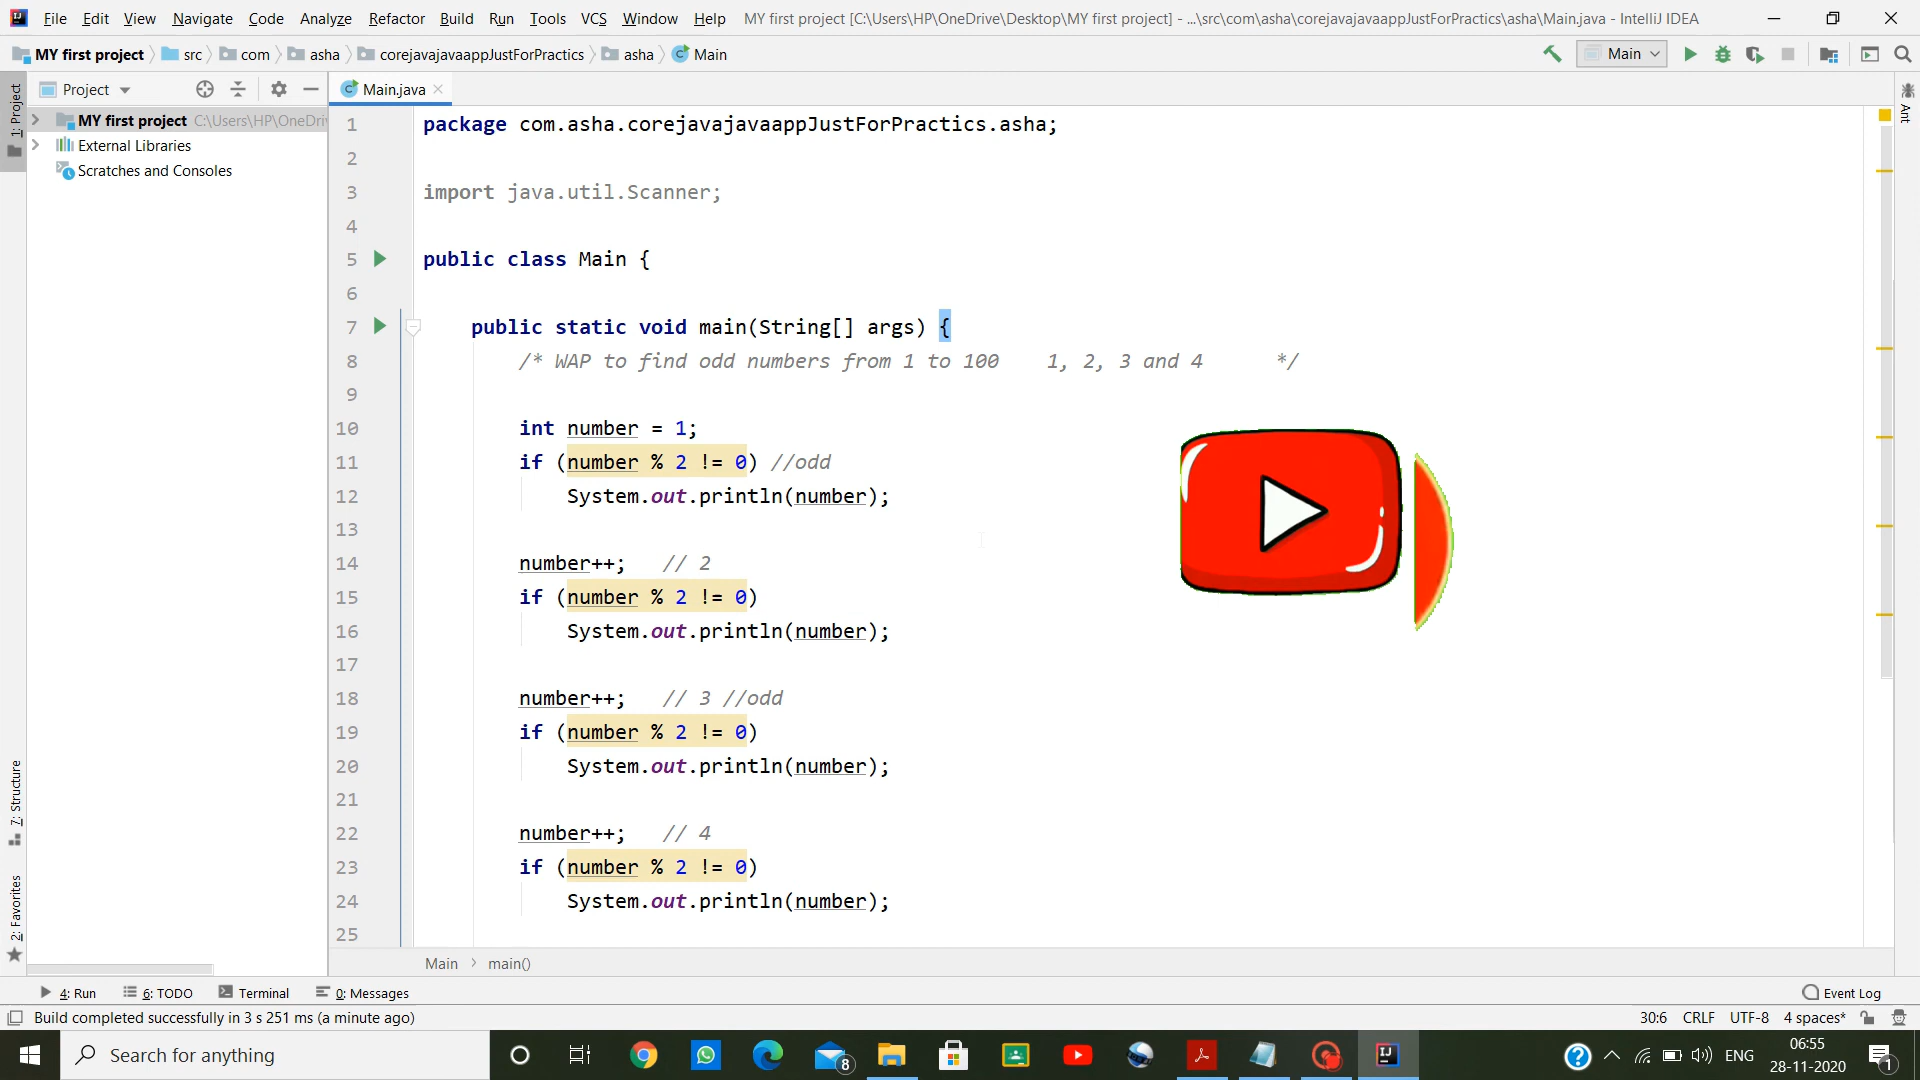 File Edit View Navigate Code Analyze Refactor Build Run Tools VCS Window Help MY first project [C:\Users\HP\OneDrive\Desktop\MY first project] - ...\src\com\asha\corejavajavaappJustForPractics\asha\Main.java - IntelliJ IDEA
MY first project src com asha corejavajavaappJustForPractics asha Main Main
1: Project
Project
Main.java
Ant
MY first project C:\Users\HP\OneDri
External Libraries
Scratches and Consoles
1 package com.asha.corejavajavaappJustForPractics.asha;
2
3 import java.util.Scanner;
4
5 public class Main {
6
7 public static void main(String[] args) {
8 /* WAP to find odd numbers from 1 to 100 1, 2, 3 and 4 */
9
10 int number = 1;
11 if (number % 2 != 0) //odd
12 System.out.println(number);
13
14 number++; // 2
15 if (number % 2 != 0)
16 System.out.println(number);
17
18 number++; // 3 //odd
19 if (number % 2 != 0)
20 System.out.println(number);
21
22 number++; // 4
23 if (number % 2 != 0)
24 System.out.println(number);
25
7: Structure
2: Favorites
Main main()
4: Run 6: TODO Terminal 0: Messages Event Log
Build completed successfully in 3 s 251 ms (a minute ago) 30:6 CRLF UTF-8 4 spaces*
Search for anything 8 ENG 06:55 1
28-11-2020